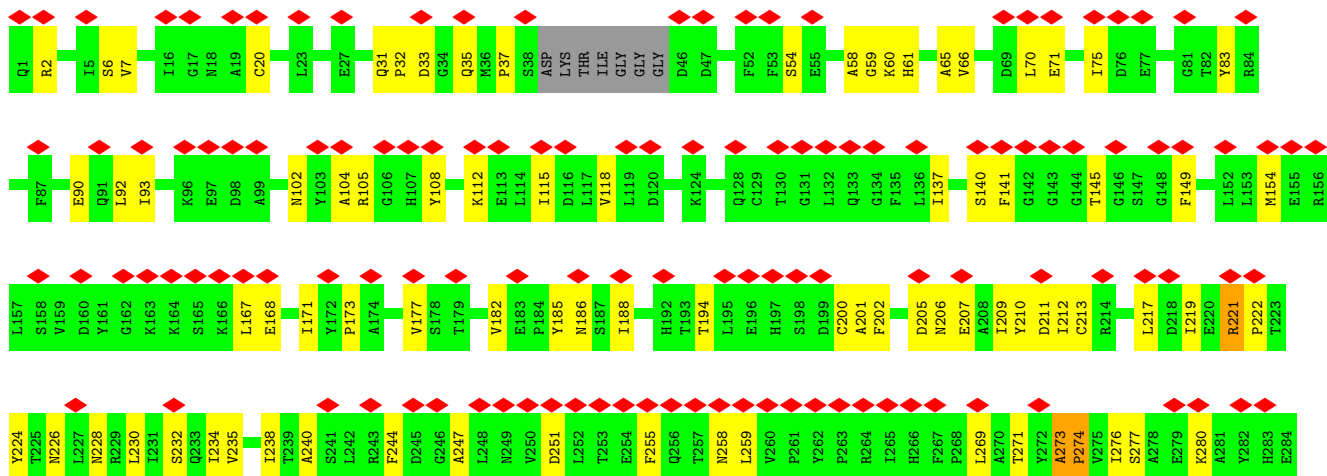 Q1 R2 I5 S6 V7 I16 G17 N18 A19 C20 L23 E27 Q31 P32 D33 G34 Q35 M36 P37 S38 ASP LYS THR ILE GLY GLY GLY D46 D47 F52 F53 S54 E55 A58 G59 K60 H61 A65 V66 D69 L70 E71 I75 D76 E77 G81 T82 Y83 R84
F87 E90 Q91 L92 I93 K96 E97 D98 A99 N102 Y103 A104 R105 G106 H107 Y108 K112 E113 L114 I115 D116 L117 V118 L119 D120 K124 Q128 C129 T130 G131 L132 Q133 G134 F135 L136 I137 S140 F141 G142 G143 G144 T145 G146 S147 G148 F149 L152 L153 M154 E155 R156
L157 S158 V159 D160 Y161 G162 K163 K164 S165 K166 L167 E168 I171 Y172 P173 A174 V177 S178 T179 V182 E183 P184 Y185 N186 S187 I188 H192 T193 T194 L195 E196 H197 S198 D199 C200 A201 F202 D205 N206 E207 A208 I209 Y210 D211 I212 C213 R214 L217 D218 I219 E220 R221 P222 T223
Y224 T225 N226 L227 N228 R229 L230 I231 S232 Q233 I234 V235 I238 T239 A240 S241 L242 R243 F244 D245 G246 A247 L248 N249 V250 D251 L252 T253 E254 F255 Q256 T257 N258 L259 V260 P261 Y262 P263 R264 I265 H266 F267 P268 L269 A270 T271 Y272 A273 P274 V275 I276 S277 A278 E279 K280 A281 Y282 H283 E284